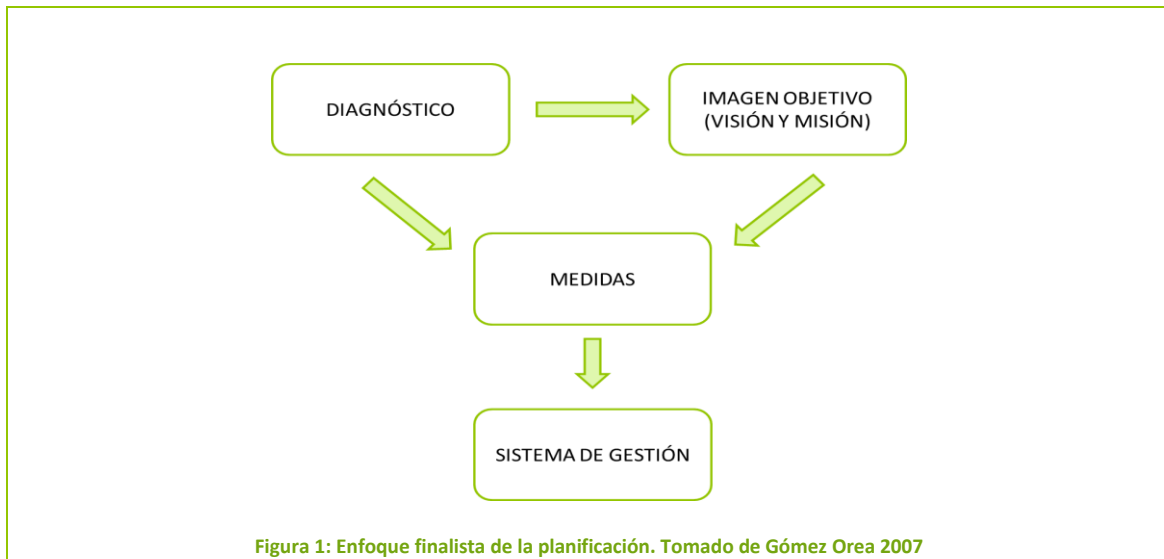 DIAGNÓSTICO
IMAGEN OBJETIVO
(VISIÓN Y MISIÓN)
MEDIDAS
SISTEMA DE GESTIÓN
Figura 1: Enfoque finalista de la planificación. Tomado de Gómez Orea 2007